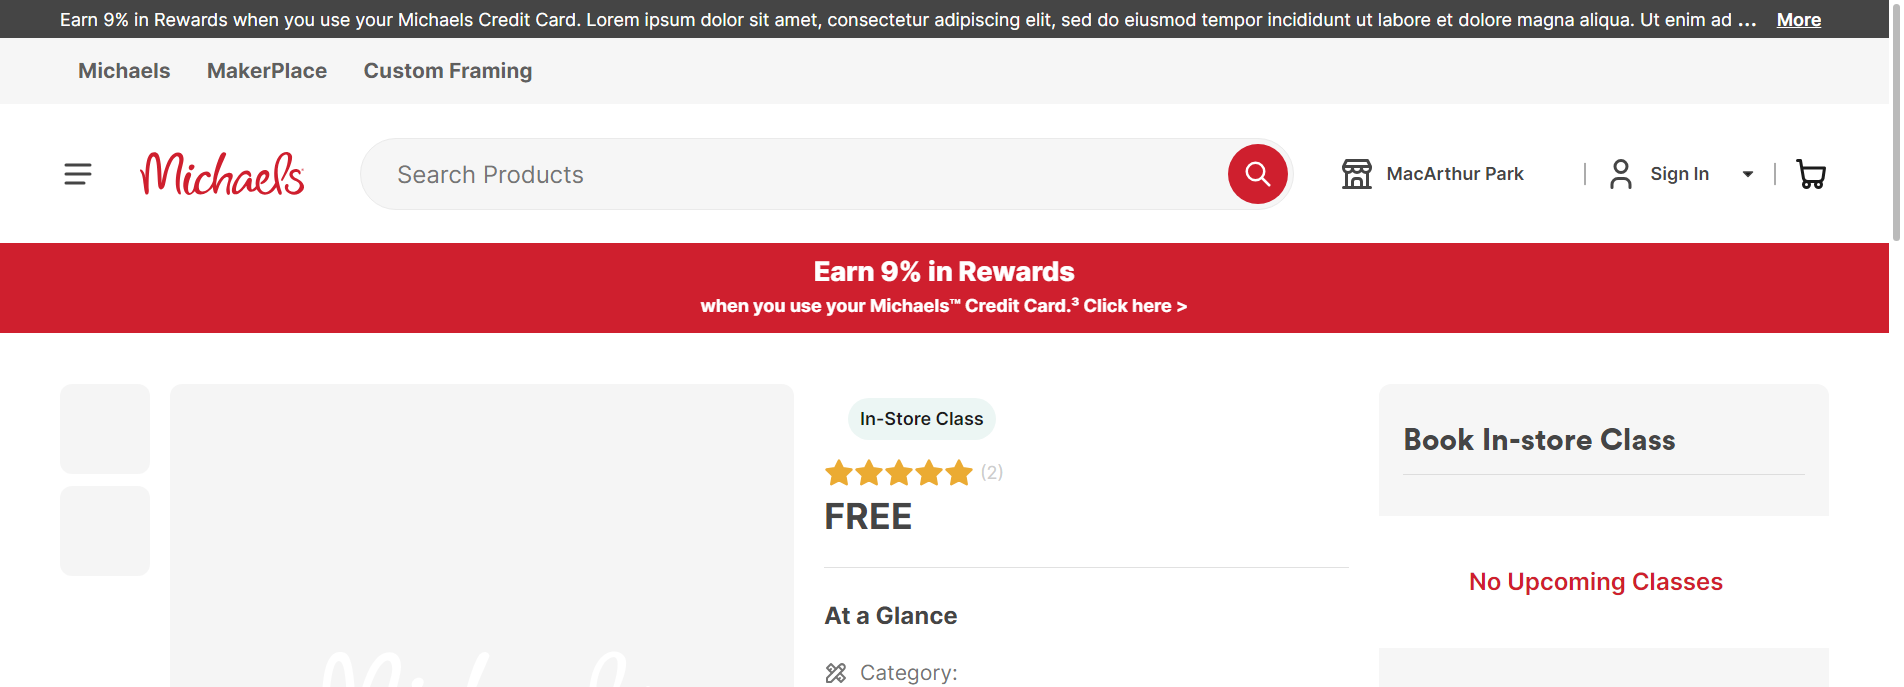 Earn 9% in Rewards when you use your Michaels Credit Card. Lorem ipsum dolor sit amet, consectetur adipiscing elit, sed do eiusmod tempor incididunt ut labore et dolore magna aliqua. Ut enim ad ... More
Michaels MakerPlace Custom Framing
Michaels Search Products MacArthur Park Sign In
Earn 9% in Rewards
when you use your Michaels™ Credit Card.³ Click here >
In-Store Class
(2)
FREE
At a Glance
Category:
Book In-store Class
No Upcoming Classes
Michaels